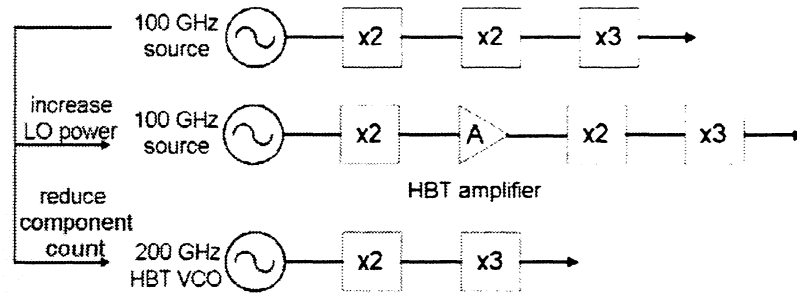 100 GHz
source
x2
x2
x3
increase
LO power
100 GHz
source
x2
A
x2
x3
HBT amplifier
reduce
component
count
200 GHz
HBT VCO
x2
x3